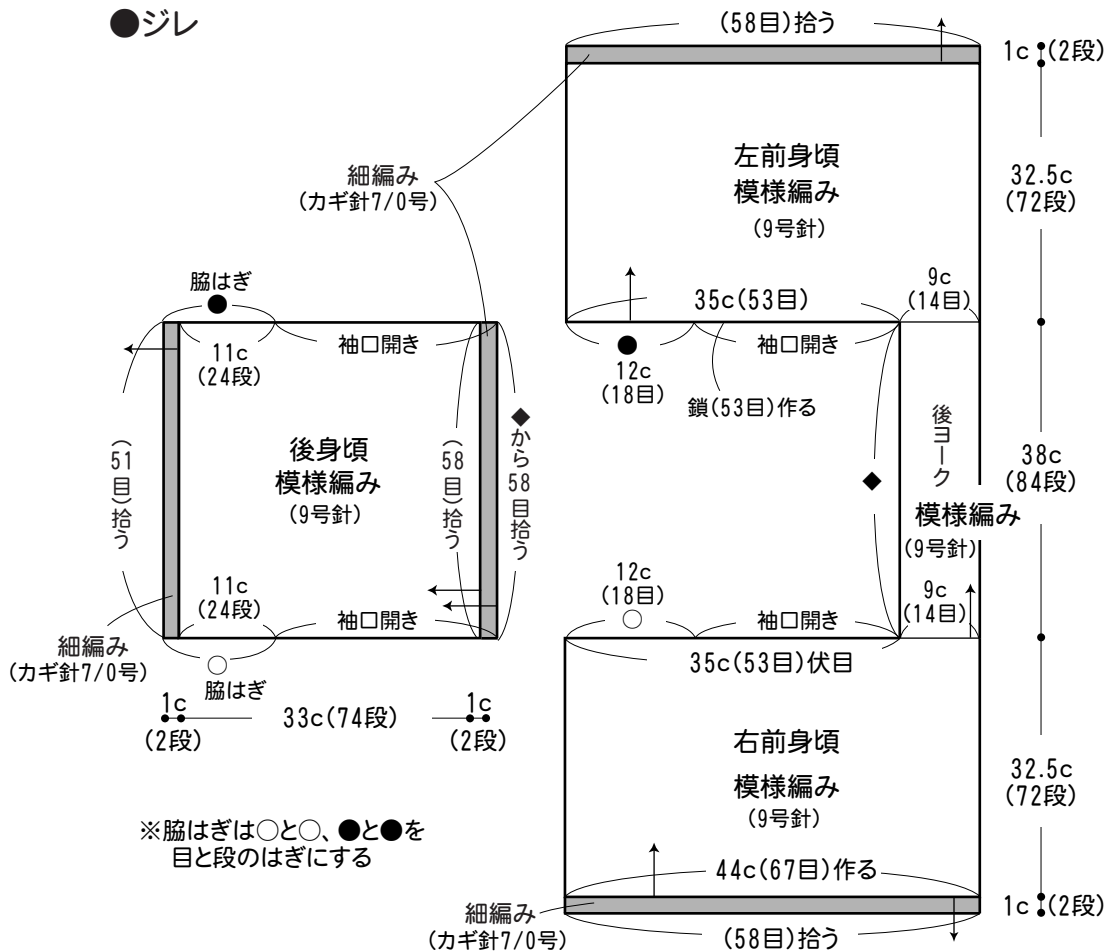 ●ジレ
(58目)拾う
1c (2段)
細編み
(カギ針7/0号)
左前身頃
模様編み
(9号針)
32.5c
(72段)
脇はぎ
●
11c
(24段)
袖口開き
35c(53目)
9c
(14目)
●
12c
(18目)
袖口開き
鎖(53目)作る
(51目)拾う
後身頃
模様編み
(9号針)
(58目)拾う
◆から58目拾う
◆
後ヨーク
模様編み
(9号針)
38c
(84段)
11c
(24段)
袖口開き
○
脇はぎ
細編み
(カギ針7/0号)
1c
(2段)
33c(74段)
1c
(2段)
12c
(18目)
○
袖口開き
9c
(14目)
35c(53目)伏目
右前身頃
模様編み
(9号針)
32.5c
(72段)
※脇はぎは○と○、●と●を
目と段のはぎにする
44c(67目)作る
細編み
(カギ針7/0号)
(58目)拾う
1c (2段)